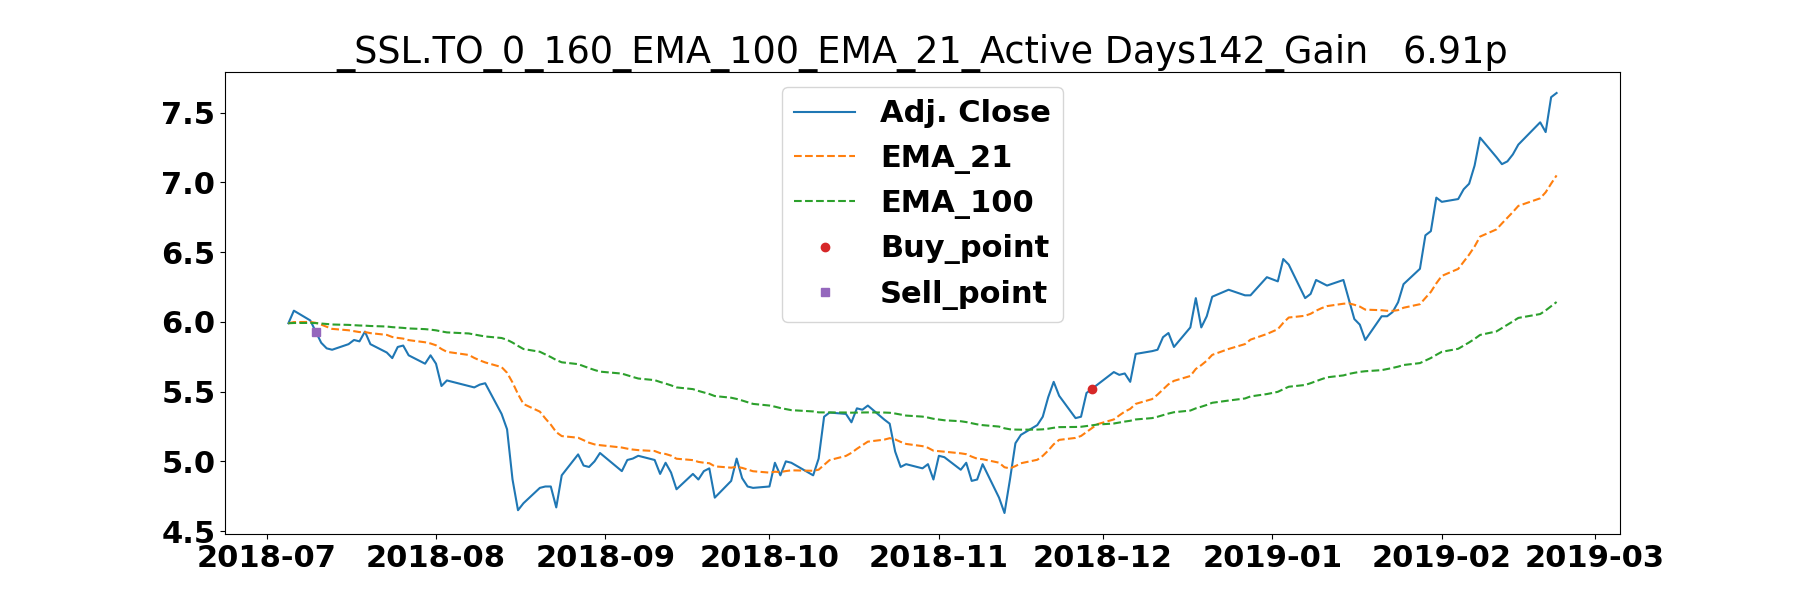 _SSL.TO_0_160_EMA_100_EMA_21_Active Days142_Gain   6.91p
Adj. Close
EMA_21
EMA_100
Buy_point
Sell_point
7.5
7.0
6.5
6.0
5.5
5.0
4.5
2018-07 2018-08 2018-09 2018-10 2018-11 2018-12 2019-01 2019-02 2019-03